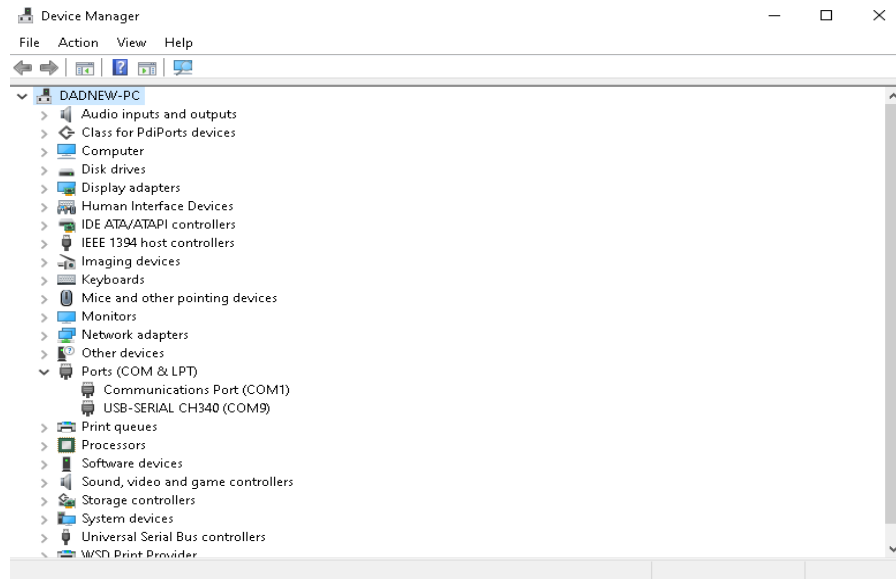 Device Manager
File Action View Help
DADNEW-PC
Audio inputs and outputs
Class for PdiPorts devices
Computer
Disk drives
Display adapters
Human Interface Devices
IDE ATA/ATAPI controllers
IEEE 1394 host controllers
Imaging devices
Keyboards
Mice and other pointing devices
Monitors
Network adapters
Other devices
Ports (COM & LPT)
Communications Port (COM1)
USB-SERIAL CH340 (COM9)
Print queues
Processors
Software devices
Sound, video and game controllers
Storage controllers
System devices
Universal Serial Bus controllers
WSD Print Provider